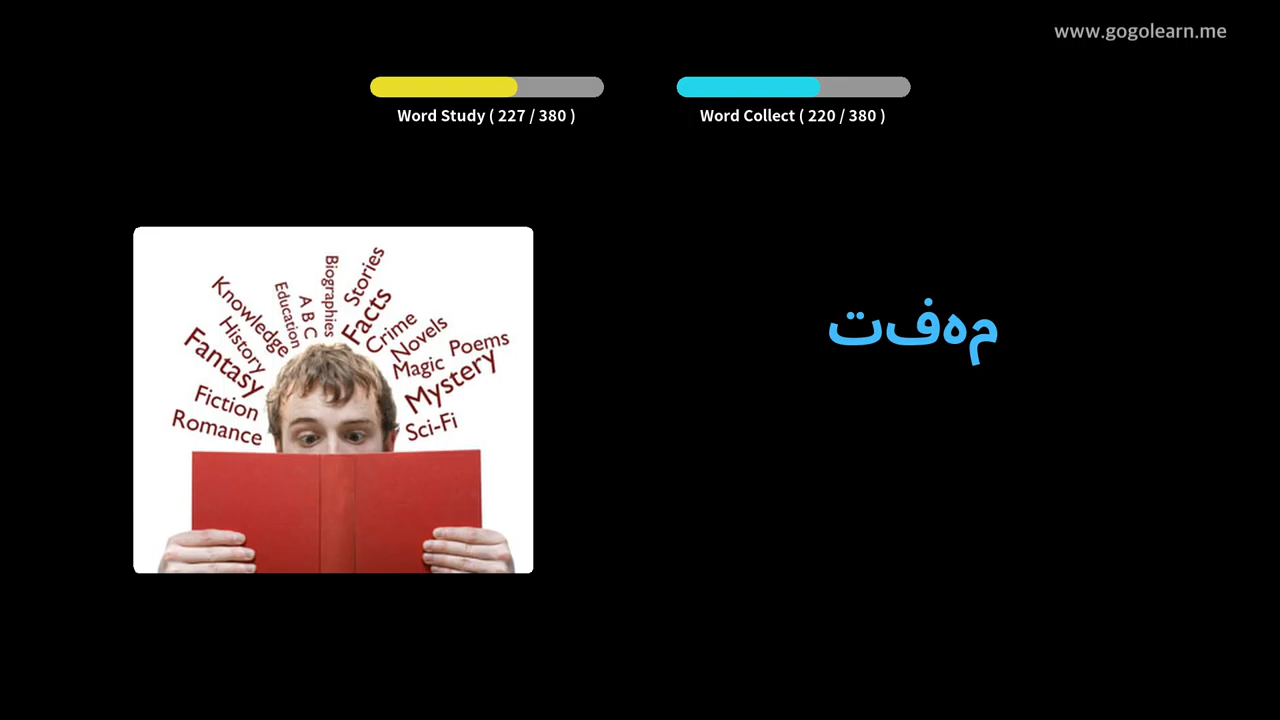 www.gogolearn.me
Word Study ( 227 / 380 )
Word Collect ( 220 / 380 )
Biographies
Stories
Education
A B C
Facts
Knowledge
History
Crime
Novels
Poems
Fantasy
Magic
Mystery
Fiction
Romance
Sci-Fi
م ه ف ت